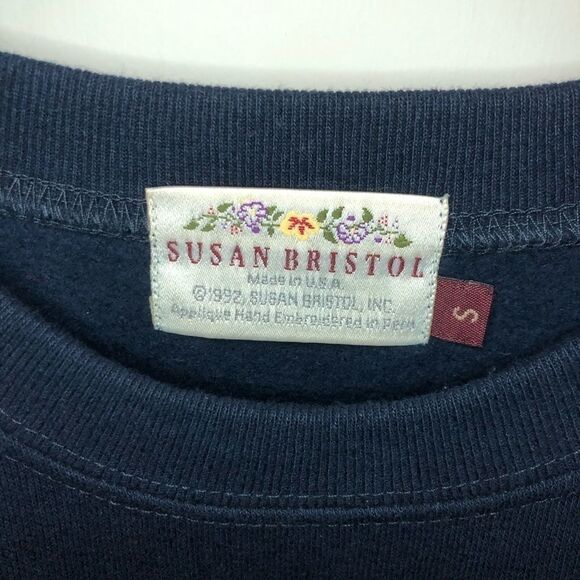 SUSAN BRISTOL
Made in U.S.A.
©1992, SUSAN BRISTOL, INC.
Applique Hand Embroidered in Peru
S